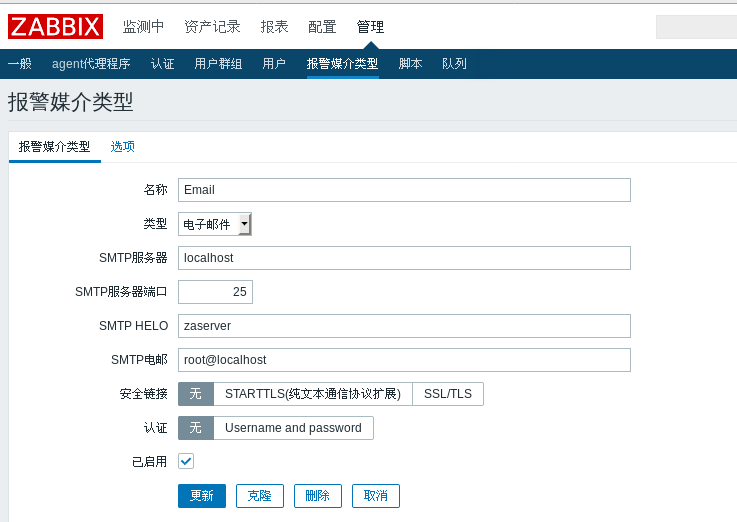 ZABBIX 监测中 资产记录 报表 配置 管理
一般 agent代理程序 认证 用户群组 用户 报警媒介类型 脚本 队列
报警媒介类型
报警媒介类型 选项
名称 Email
类型 电子邮件
SMTP服务器 localhost
SMTP服务器端口 25
SMTP HELO zaserver
SMTP电邮 root@localhost
安全链接 无 STARTTLS(纯文本通信协议扩展) SSL/TLS
认证 无 Username and password
已启用
更新 克隆 删除 取消